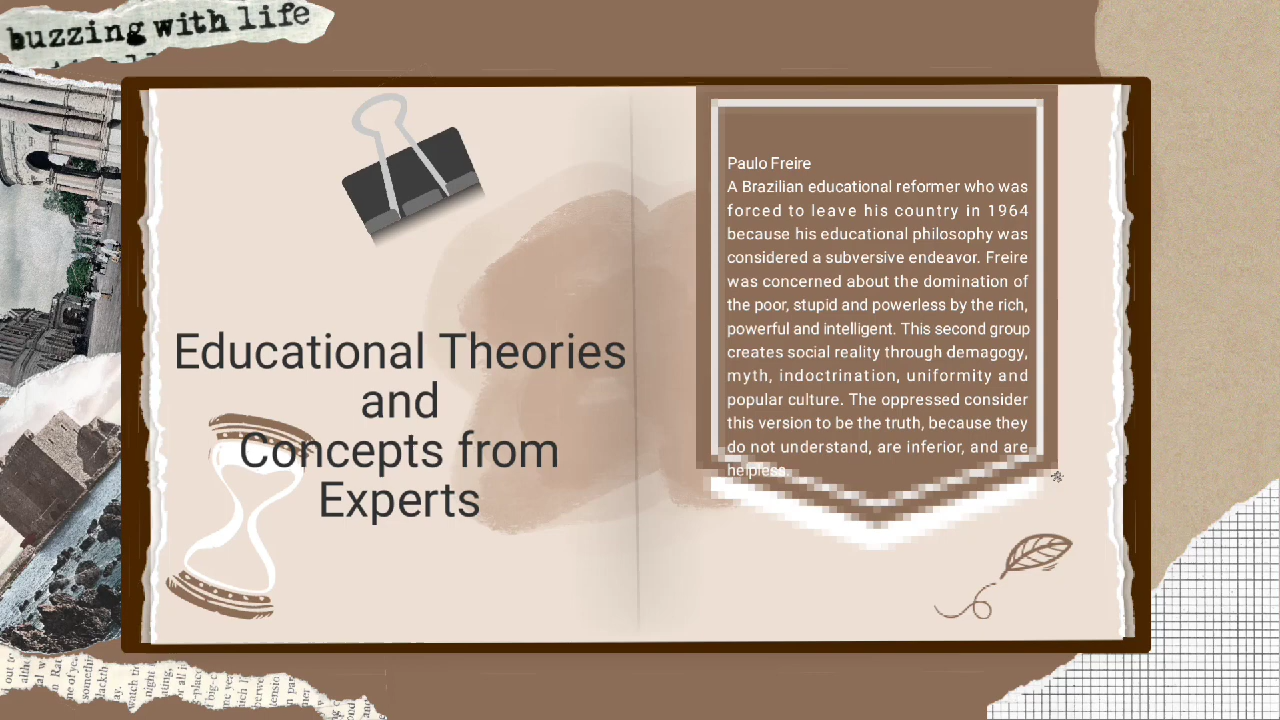 buzzing with life
Educational Theories
and
Concepts from
Experts
Paulo Freire
A Brazilian educational reformer who was
forced to leave his country in 1964
because his educational philosophy was
considered a subversive endeavor. Freire
was concerned about the domination of
the poor, stupid and powerless by the rich,
powerful and intelligent. This second group
creates social reality through demagogy,
myth, indoctrination, uniformity and
popular culture. The oppressed consider
this version to be the truth, because they
do not understand, are inferior, and are
helpless.